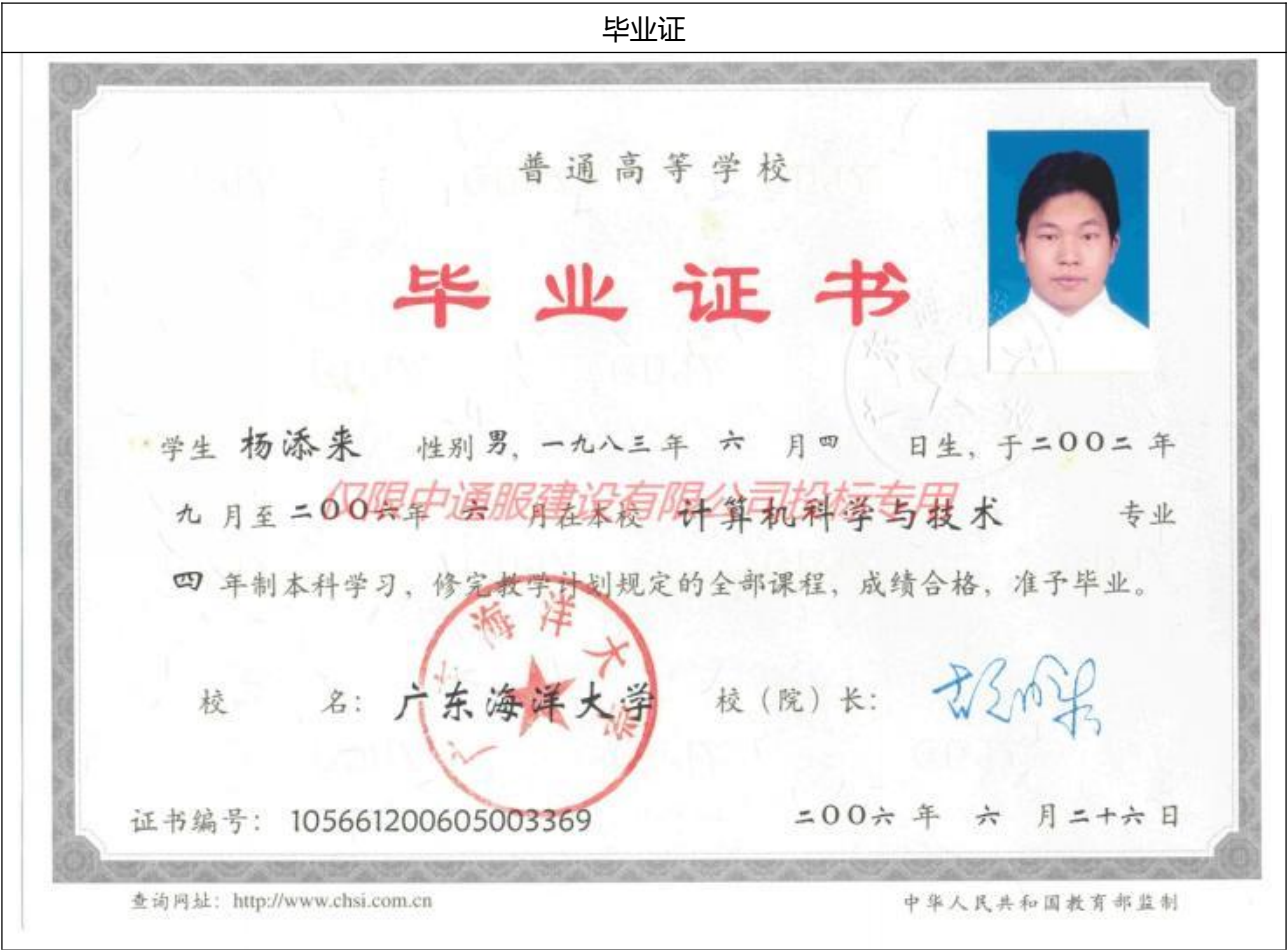 毕业证
普通高等学校
毕业证书
学生 杨添来 性别 男, 一九八三 年 六 月 四 日生, 于 二〇〇二 年
九 月至 二〇〇六 年 六 月在本校 计算机科学与技术 专业
仅限中通服建设有限公司投标专用
四 年制本科学习, 修完教学计划规定的全部课程, 成绩合格, 准予毕业。
广东海洋大学
校 名: 广东海洋大学 校(院)长:
证书编号: 105661200605003369 二〇〇六 年 六 月 二十六 日
查询网址: http://www.chsi.com.cn 中华人民共和国教育部监制